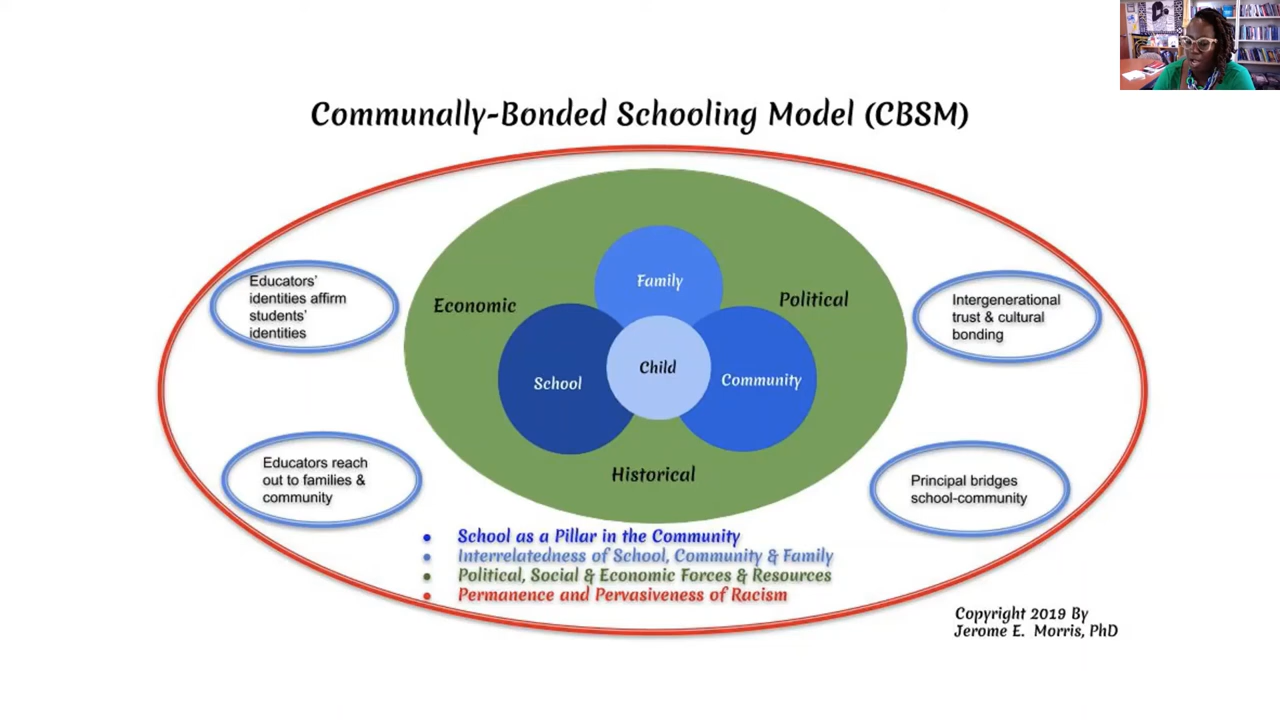 Communally-Bonded Schooling Model (CBSM)
Educators'
identities affirm
students'
identities
Economic
Family
Political
Intergenerational
trust & cultural
bonding
School
Child
Community
Educators reach
out to families &
community
Historical
Principal bridges
school-community
• School as a Pillar in the Community
• Interrelatedness of School, Community & Family
• Political, Social & Economic Forces & Resources
• Permanence and Pervasiveness of Racism
Copyright 2019 By
Jerome E. Morris, PhD